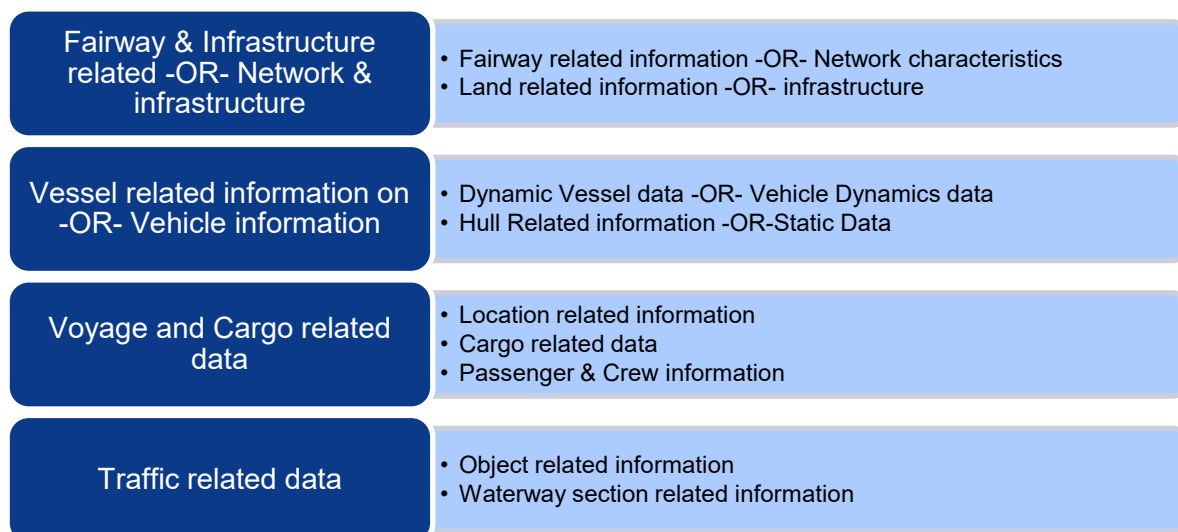 Fairway & Infrastructure
related -OR- Network &
infrastructure
• Fairway related information -OR- Network characteristics
• Land related information -OR- infrastructure
Vessel related information on
-OR- Vehicle information
• Dynamic Vessel data -OR- Vehicle Dynamics data
• Hull Related information -OR-Static Data
Voyage and Cargo related
data
• Location related information
• Cargo related data
• Passenger & Crew information
Traffic related data
• Object related information
• Waterway section related information